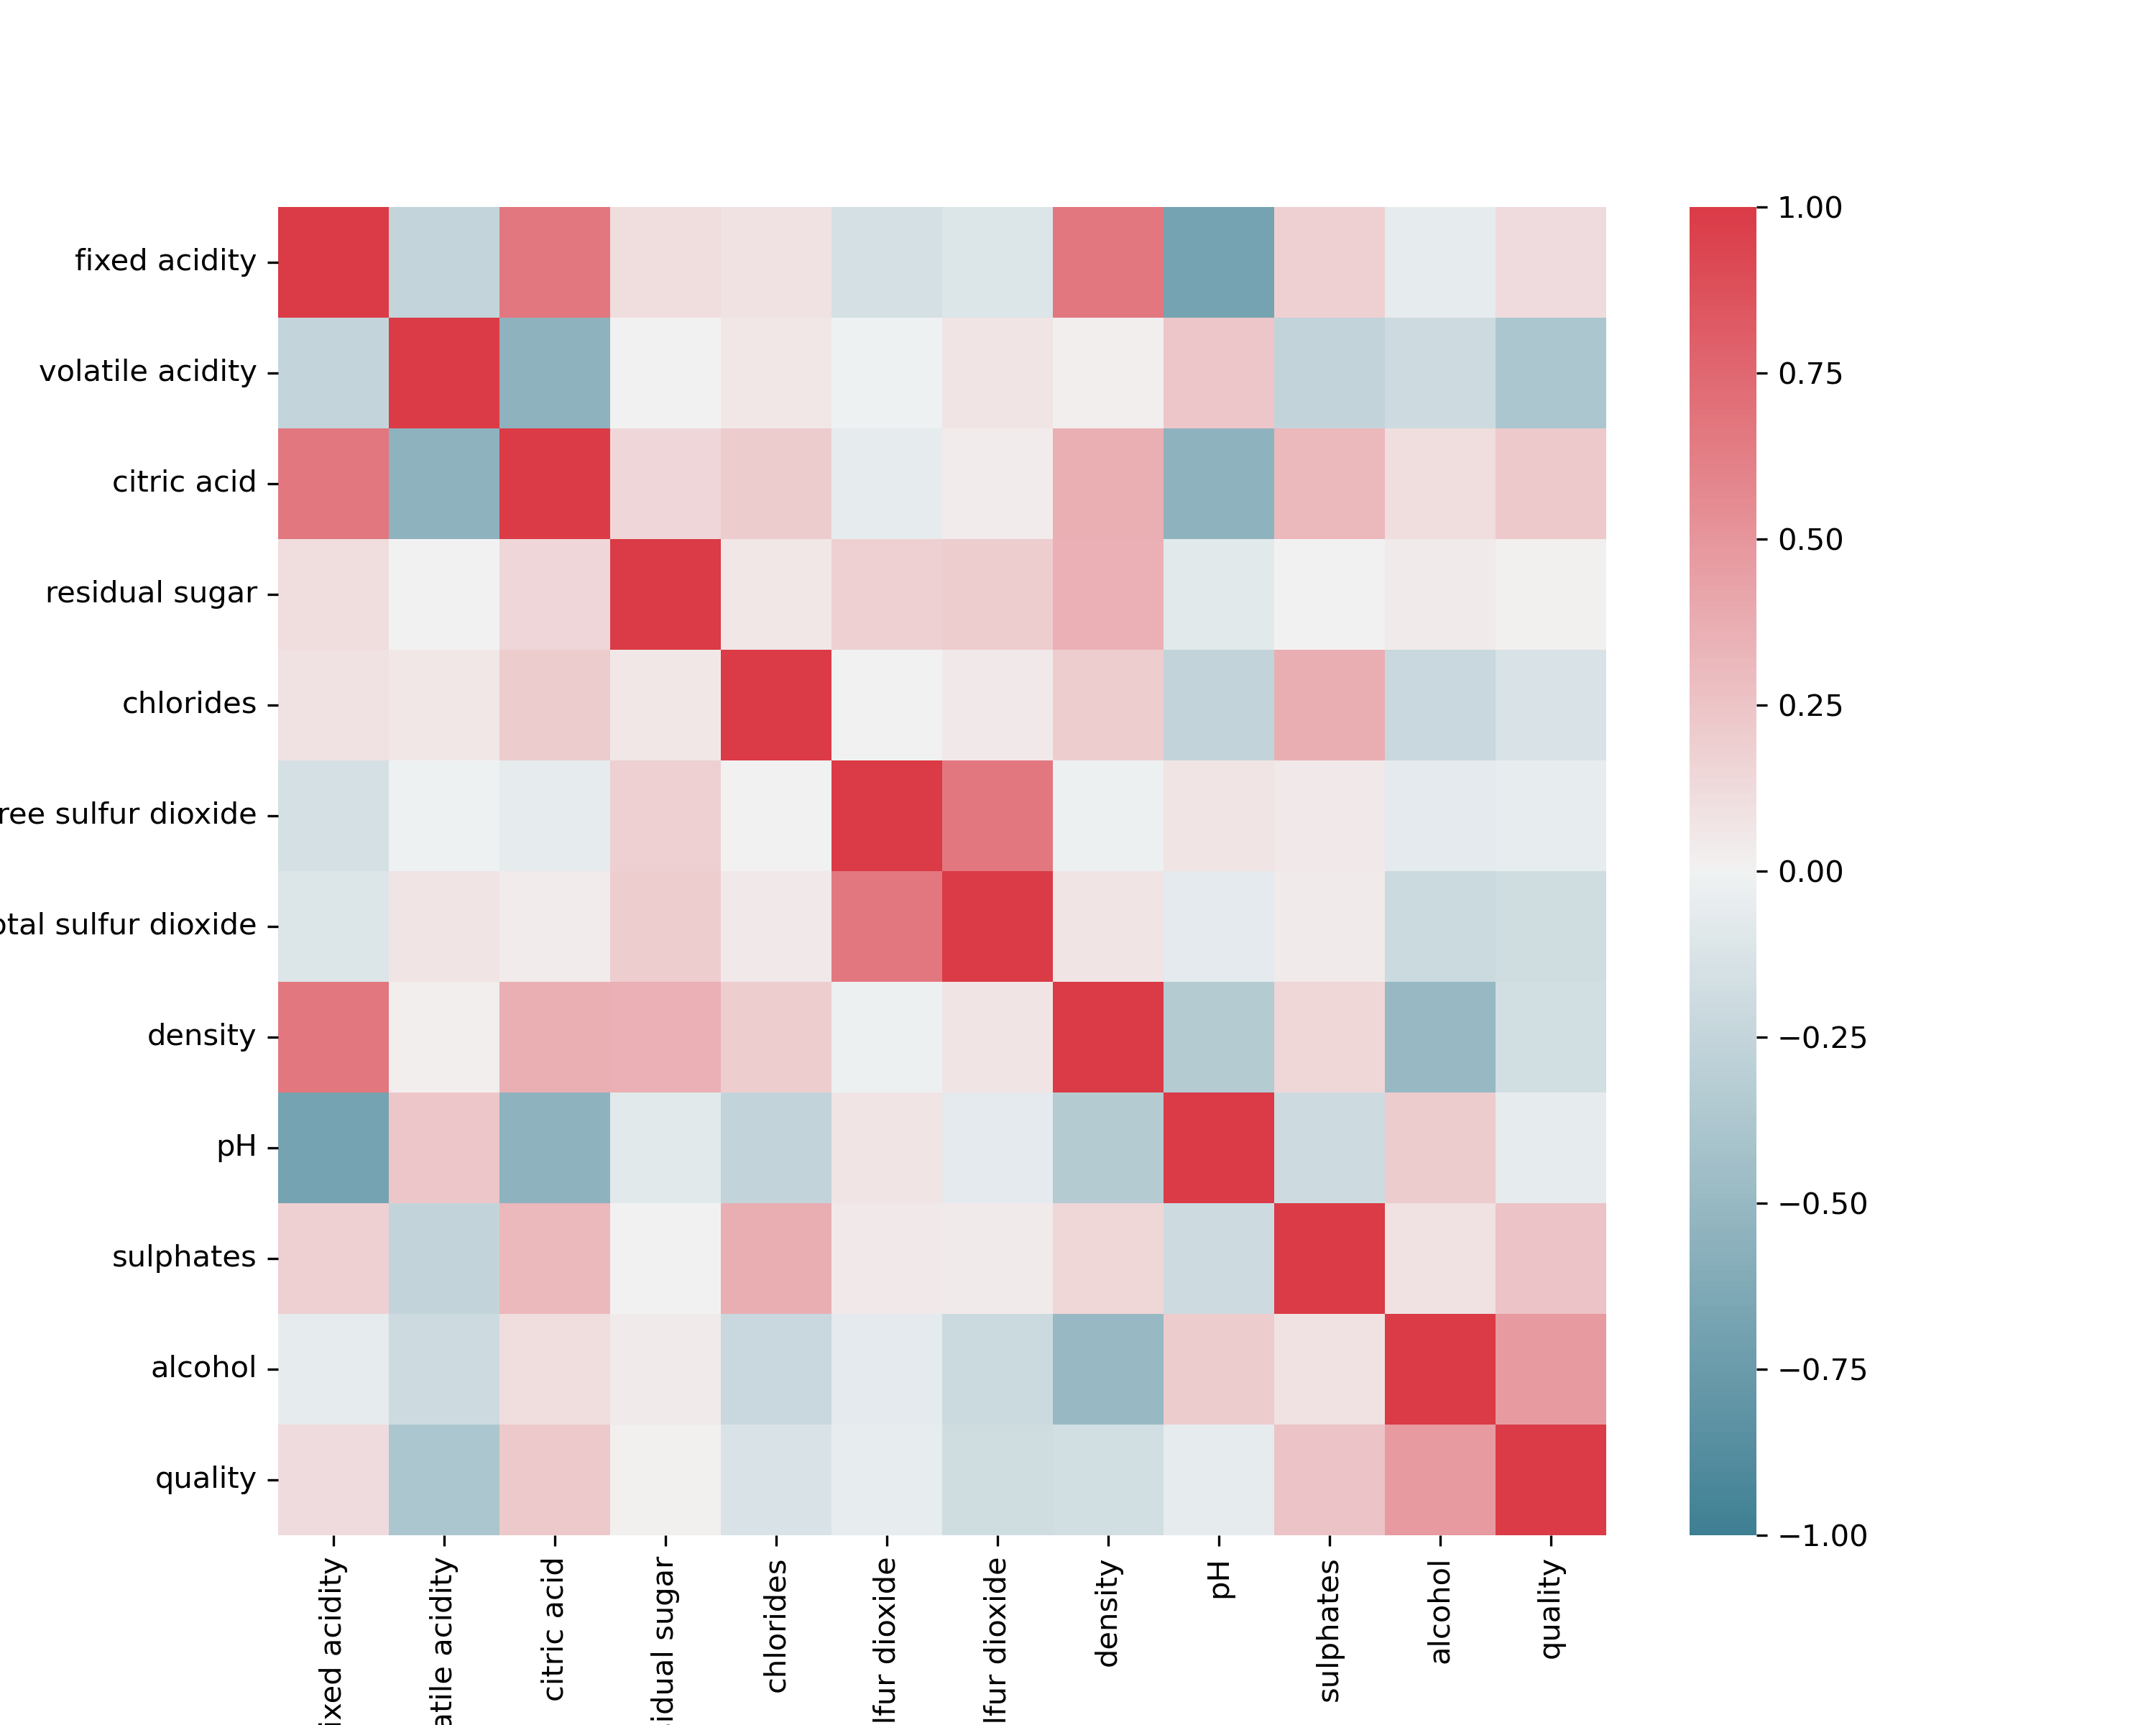 fixed acidity
volatile acidity
citric acid
residual sugar
chlorides
ree sulfur dioxide
otal sulfur dioxide
density
pH
sulphates
alcohol
quality
1.00
0.75
0.50
0.25
0.00
−0.25
−0.50
−0.75
−1.00
ixed acidity
atile acidity
citric acid
idual sugar
chlorides
lfur dioxide
lfur dioxide
density
pH
sulphates
alcohol
quality